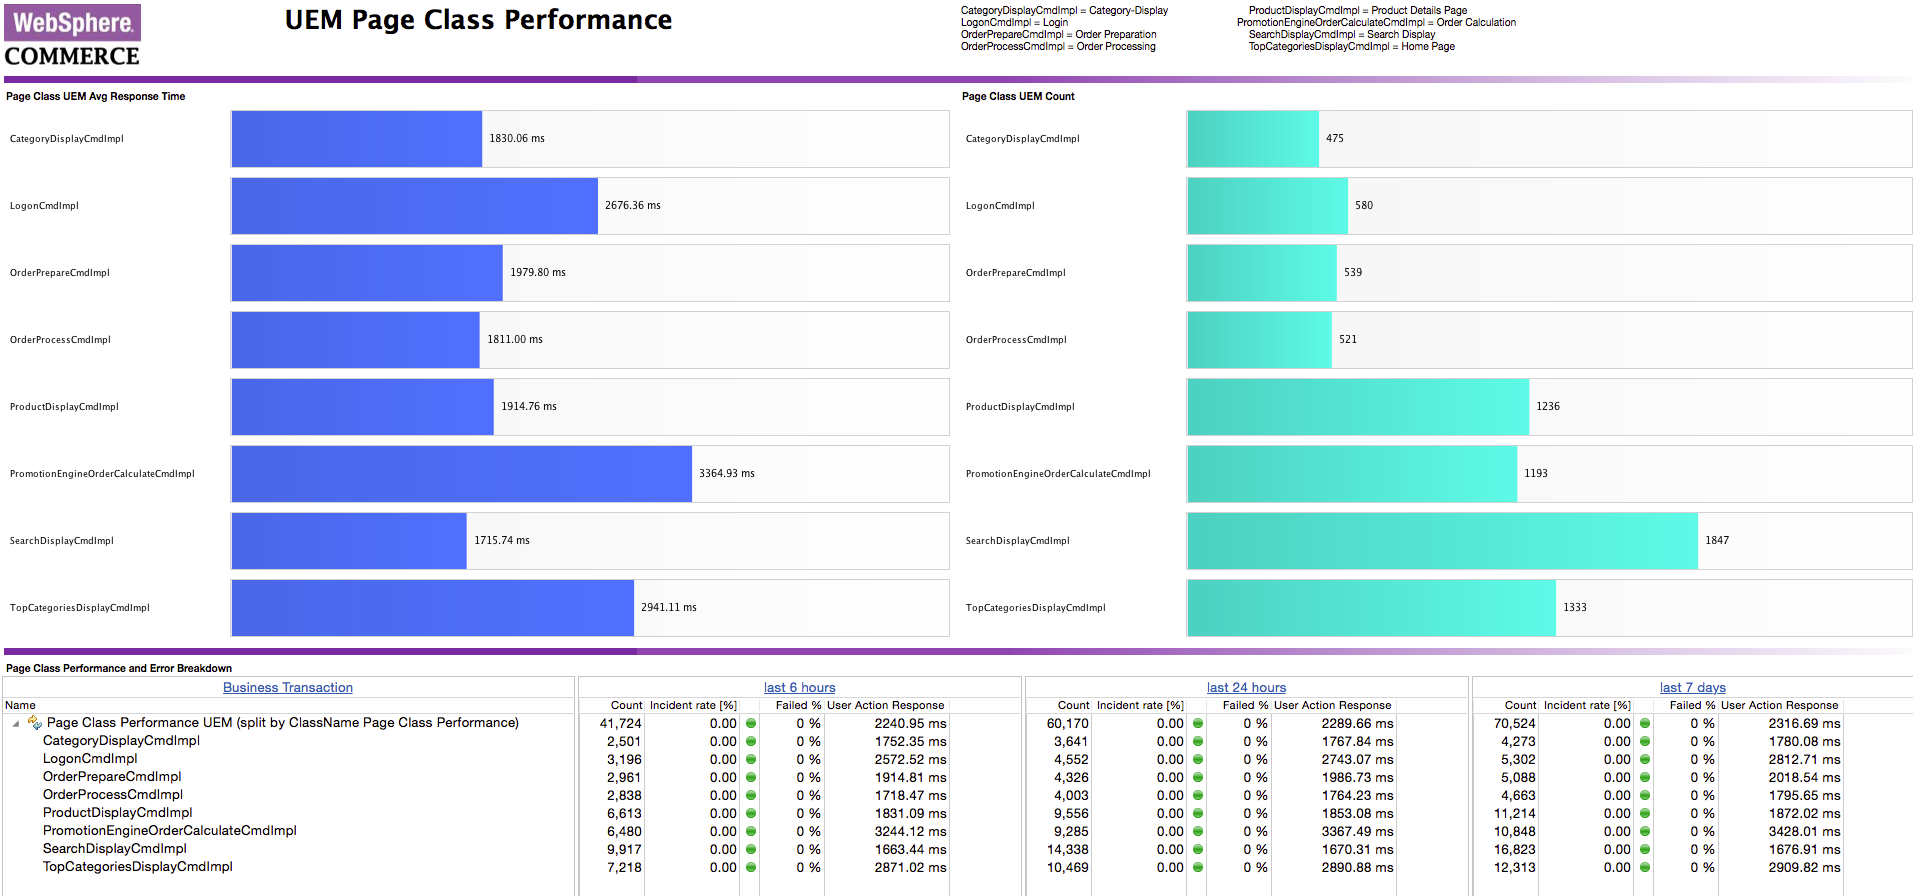 WebSphere.
COMMERCE
UEM Page Class Performance
CategoryDisplayCmdImpl = Category-Display
LogonCmdImpl = Login
OrderPrepareCmdImpl = Order Preparation
OrderProcessCmdImpl = Order Processing
ProductDisplayCmdImpl = Product Details Page
PromotionEngineOrderCalculateCmdImpl = Order Calculation
SearchDisplayCmdImpl = Search Display
TopCategoriesDisplayCmdImpl = Home Page
Page Class UEM Avg Response Time
CategoryDisplayCmdImpl 1830.06 ms
LogonCmdImpl 2676.36 ms
OrderPrepareCmdImpl 1979.80 ms
OrderProcessCmdImpl 1811.00 ms
ProductDisplayCmdImpl 1914.76 ms
PromotionEngineOrderCalculateCmdImpl 3364.93 ms
SearchDisplayCmdImpl 1715.74 ms
TopCategoriesDisplayCmdImpl 2941.11 ms
Page Class UEM Count
CategoryDisplayCmdImpl 475
LogonCmdImpl 580
OrderPrepareCmdImpl 539
OrderProcessCmdImpl 521
ProductDisplayCmdImpl 1236
PromotionEngineOrderCalculateCmdImpl 1193
SearchDisplayCmdImpl 1847
TopCategoriesDisplayCmdImpl 1333
Page Class Performance and Error Breakdown
Business Transaction last 6 hours last 24 hours last 7 days
Name Count Incident rate [%] Failed % User Action Response Count Incident rate [%] Failed % User Action Response Count Incident rate [%] Failed % User Action Response
Page Class Performance UEM (split by ClassName Page Class Performance) 41,724 0.00 0 % 2240.95 ms 60,170 0.00 0 % 2289.66 ms 70,524 0.00 0 % 2316.69 ms
CategoryDisplayCmdImpl 2,501 0.00 0 % 1752.35 ms 3,641 0.00 0 % 1767.84 ms 4,273 0.00 0 % 1780.08 ms
LogonCmdImpl 3,196 0.00 0 % 2572.52 ms 4,552 0.00 0 % 2743.07 ms 5,302 0.00 0 % 2812.71 ms
OrderPrepareCmdImpl 2,961 0.00 0 % 1914.81 ms 4,326 0.00 0 % 1986.73 ms 5,088 0.00 0 % 2018.54 ms
OrderProcessCmdImpl 2,838 0.00 0 % 1718.47 ms 4,003 0.00 0 % 1764.23 ms 4,663 0.00 0 % 1795.65 ms
ProductDisplayCmdImpl 6,613 0.00 0 % 1831.09 ms 9,556 0.00 0 % 1853.08 ms 11,214 0.00 0 % 1872.02 ms
PromotionEngineOrderCalculateCmdImpl 6,480 0.00 0 % 3244.12 ms 9,285 0.00 0 % 3367.49 ms 10,848 0.00 0 % 3428.01 ms
SearchDisplayCmdImpl 9,917 0.00 0 % 1663.44 ms 14,338 0.00 0 % 1670.31 ms 16,823 0.00 0 % 1676.91 ms
TopCategoriesDisplayCmdImpl 7,218 0.00 0 % 2871.02 ms 10,469 0.00 0 % 2890.88 ms 12,313 0.00 0 % 2909.82 ms